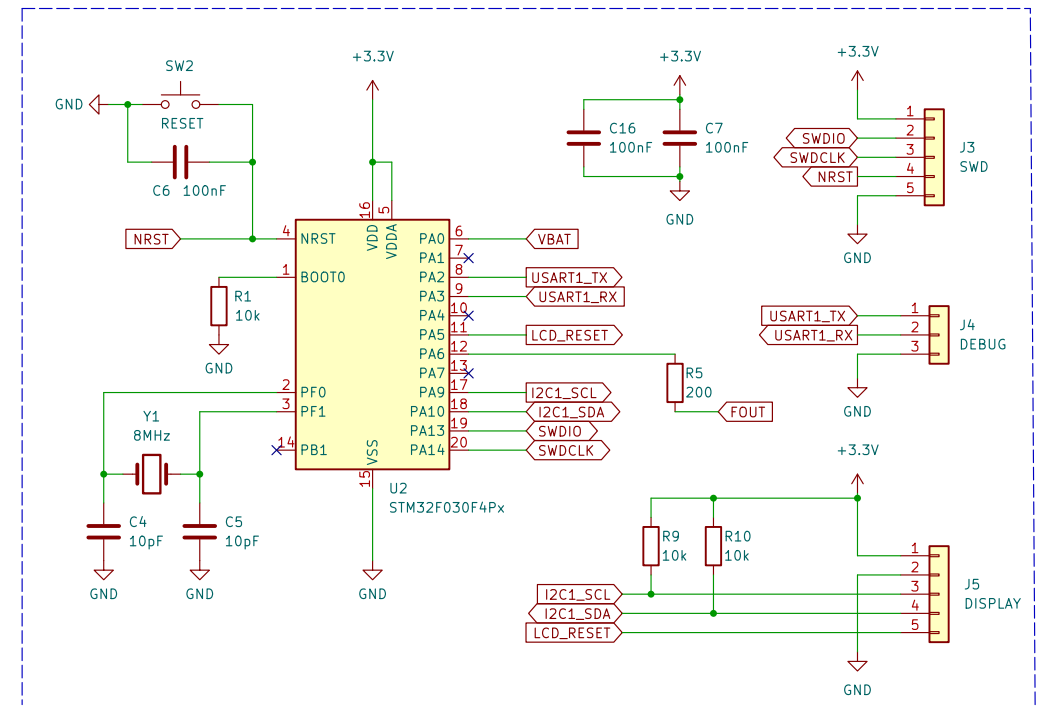 +3.3V
SW2
GND
RESET
C6 100nF
NRST
+3.3V
C16
100nF
C7
100nF
GND
+3.3V
SWDIO
SWDCLK
NRST
1
2
3
4
5
J3
SWD
GND
16
5
VDD
VDDA
4
NRST
1
BOOT0
2
PF0
3
PF1
14
PB1
15
VSS
PA0
6
VBAT
PA1
7
PA2
8
USART1_TX
PA3
9
USART1_RX
PA4
10
PA5
11
LCD_RESET
PA6
12
PA7
13
PA9
17
I2C1_SCL
PA10
18
I2C1_SDA
PA13
19
SWDIO
PA14
20
SWDCLK
U2
STM32F030F4Px
R1
10k
GND
Y1
8MHz
C4
10pF
C5
10pF
GND
GND
GND
R5
200
FOUT
USART1_TX
USART1_RX
1
2
3
J4
DEBUG
GND
+3.3V
R9
10k
R10
10k
I2C1_SCL
I2C1_SDA
LCD_RESET
1
2
3
4
5
J5
DISPLAY
GND